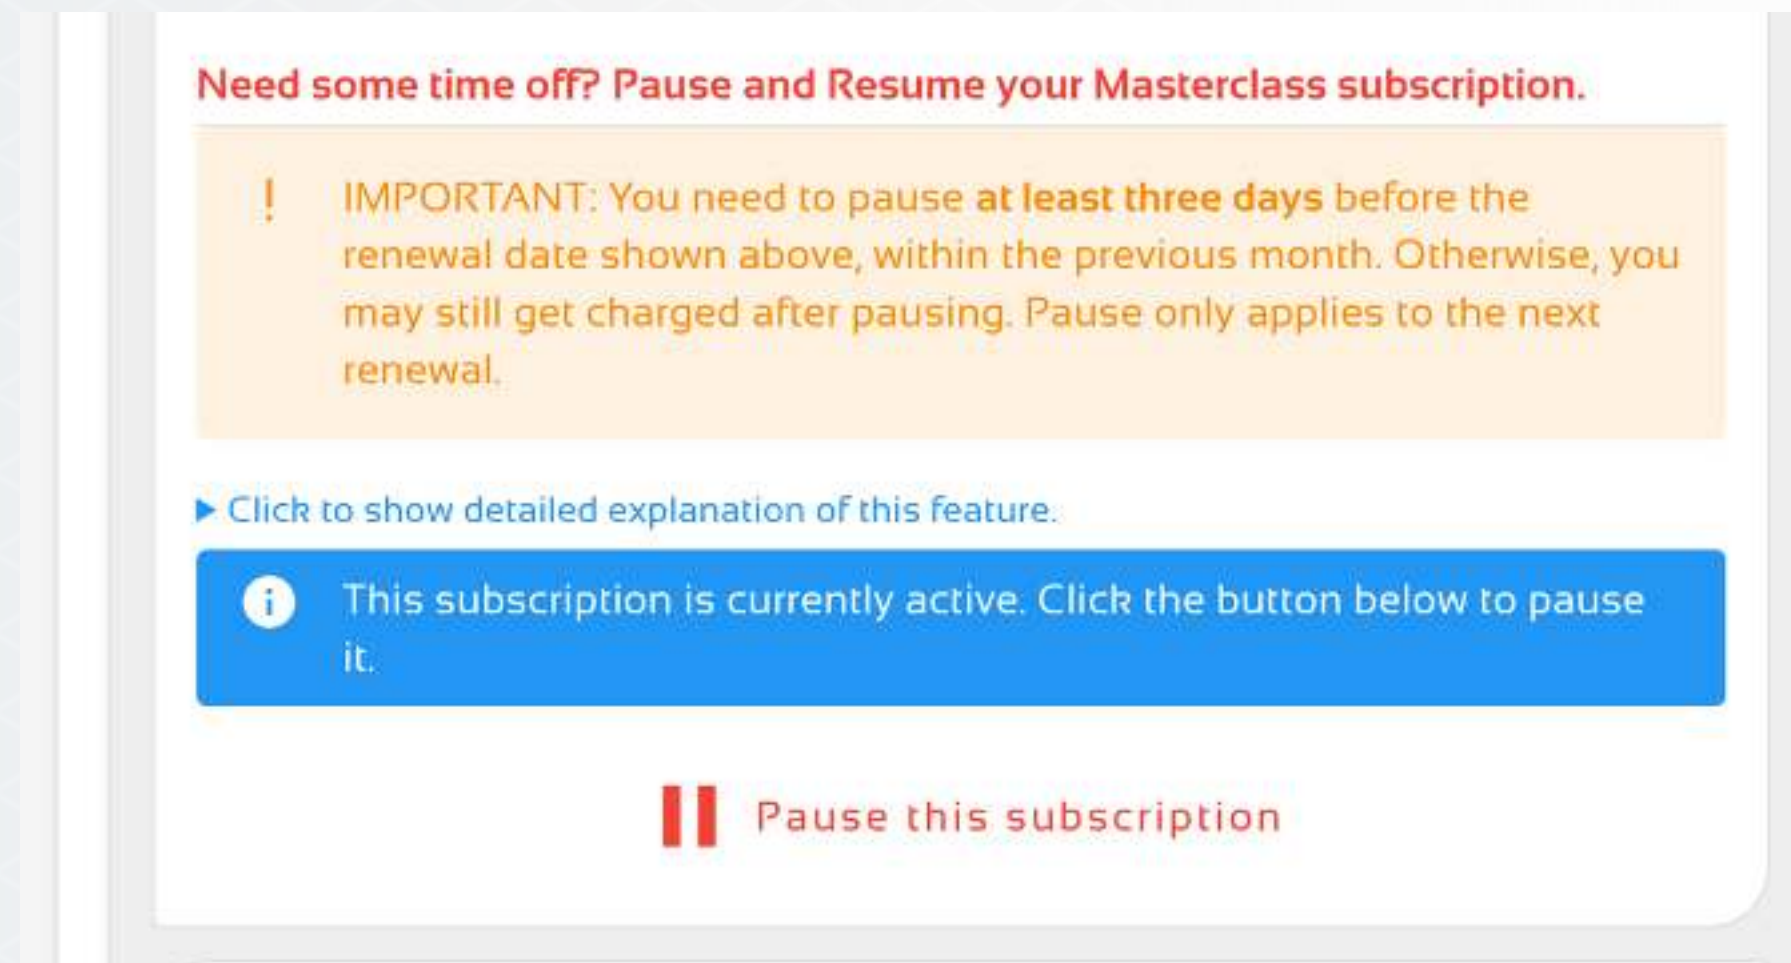 Need some time off? Pause and Resume your Masterclass subscription.
! IMPORTANT: You need to pause at least three days before the
renewal date shown above, within the previous month. Otherwise, you
may still get charged after pausing. Pause only applies to the next
renewal.
Click to show detailed explanation of this feature.
This subscription is currently active. Click the button below to pause
it.
Pause this subscription